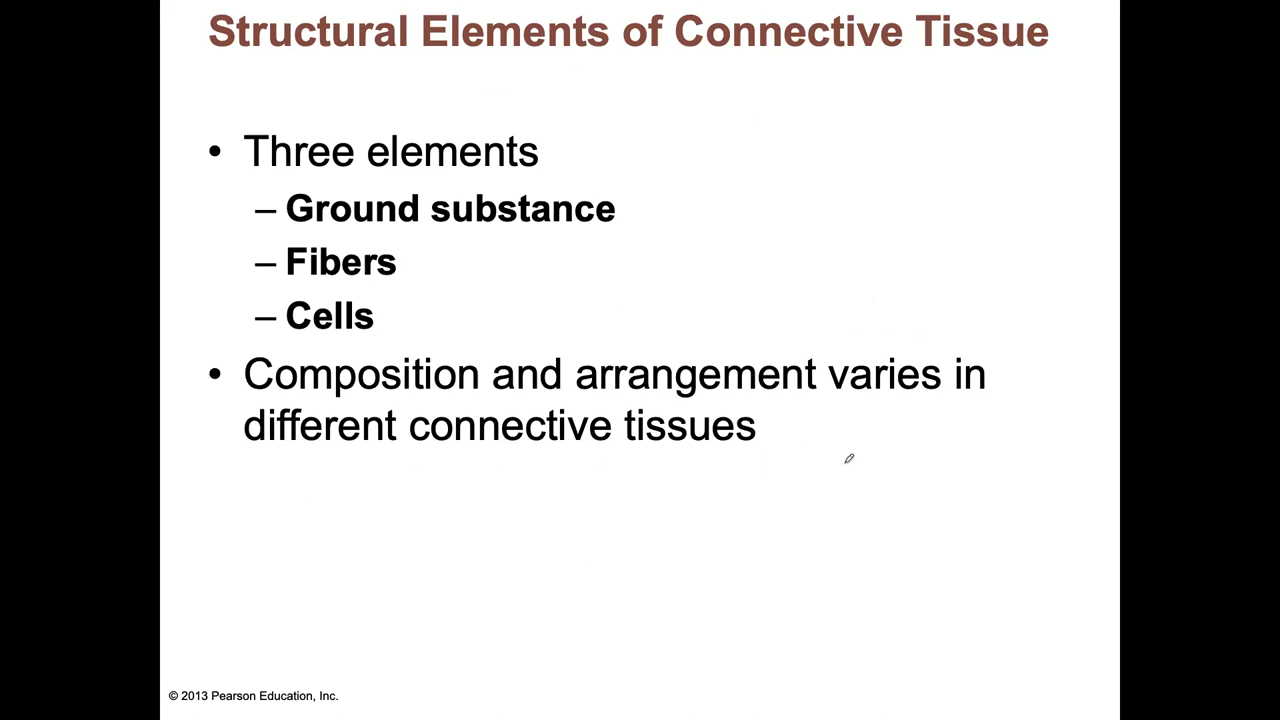 Structural Elements of Connective Tissue
• Three elements
– Ground substance
– Fibers
– Cells
• Composition and arrangement varies in
different connective tissues
© 2013 Pearson Education, Inc.